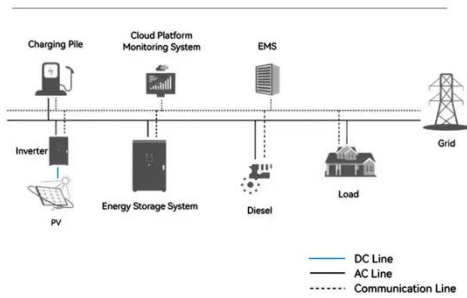 Charging Pile
Cloud Platform
Monitoring System
EMS
Grid
Inverter
PV
Energy Storage System
Diesel
Load
DC Line
AC Line
Communication Line